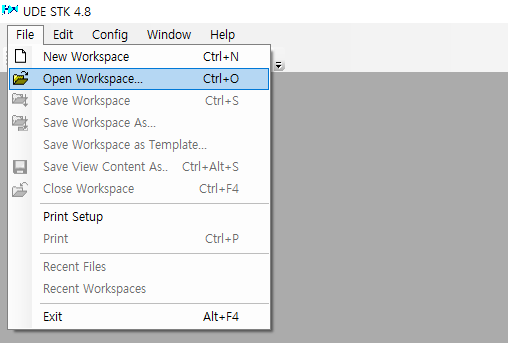 UDE STK 4.8
File Edit Config Window Help
New Workspace Ctrl+N
Open Workspace... Ctrl+O
Save Workspace Ctrl+S
Save Workspace As...
Save Workspace as Template...
Save View Content As.. Ctrl+Alt+S
Close Workspace Ctrl+F4
Print Setup
Print Ctrl+P
Recent Files
Recent Workspaces
Exit Alt+F4